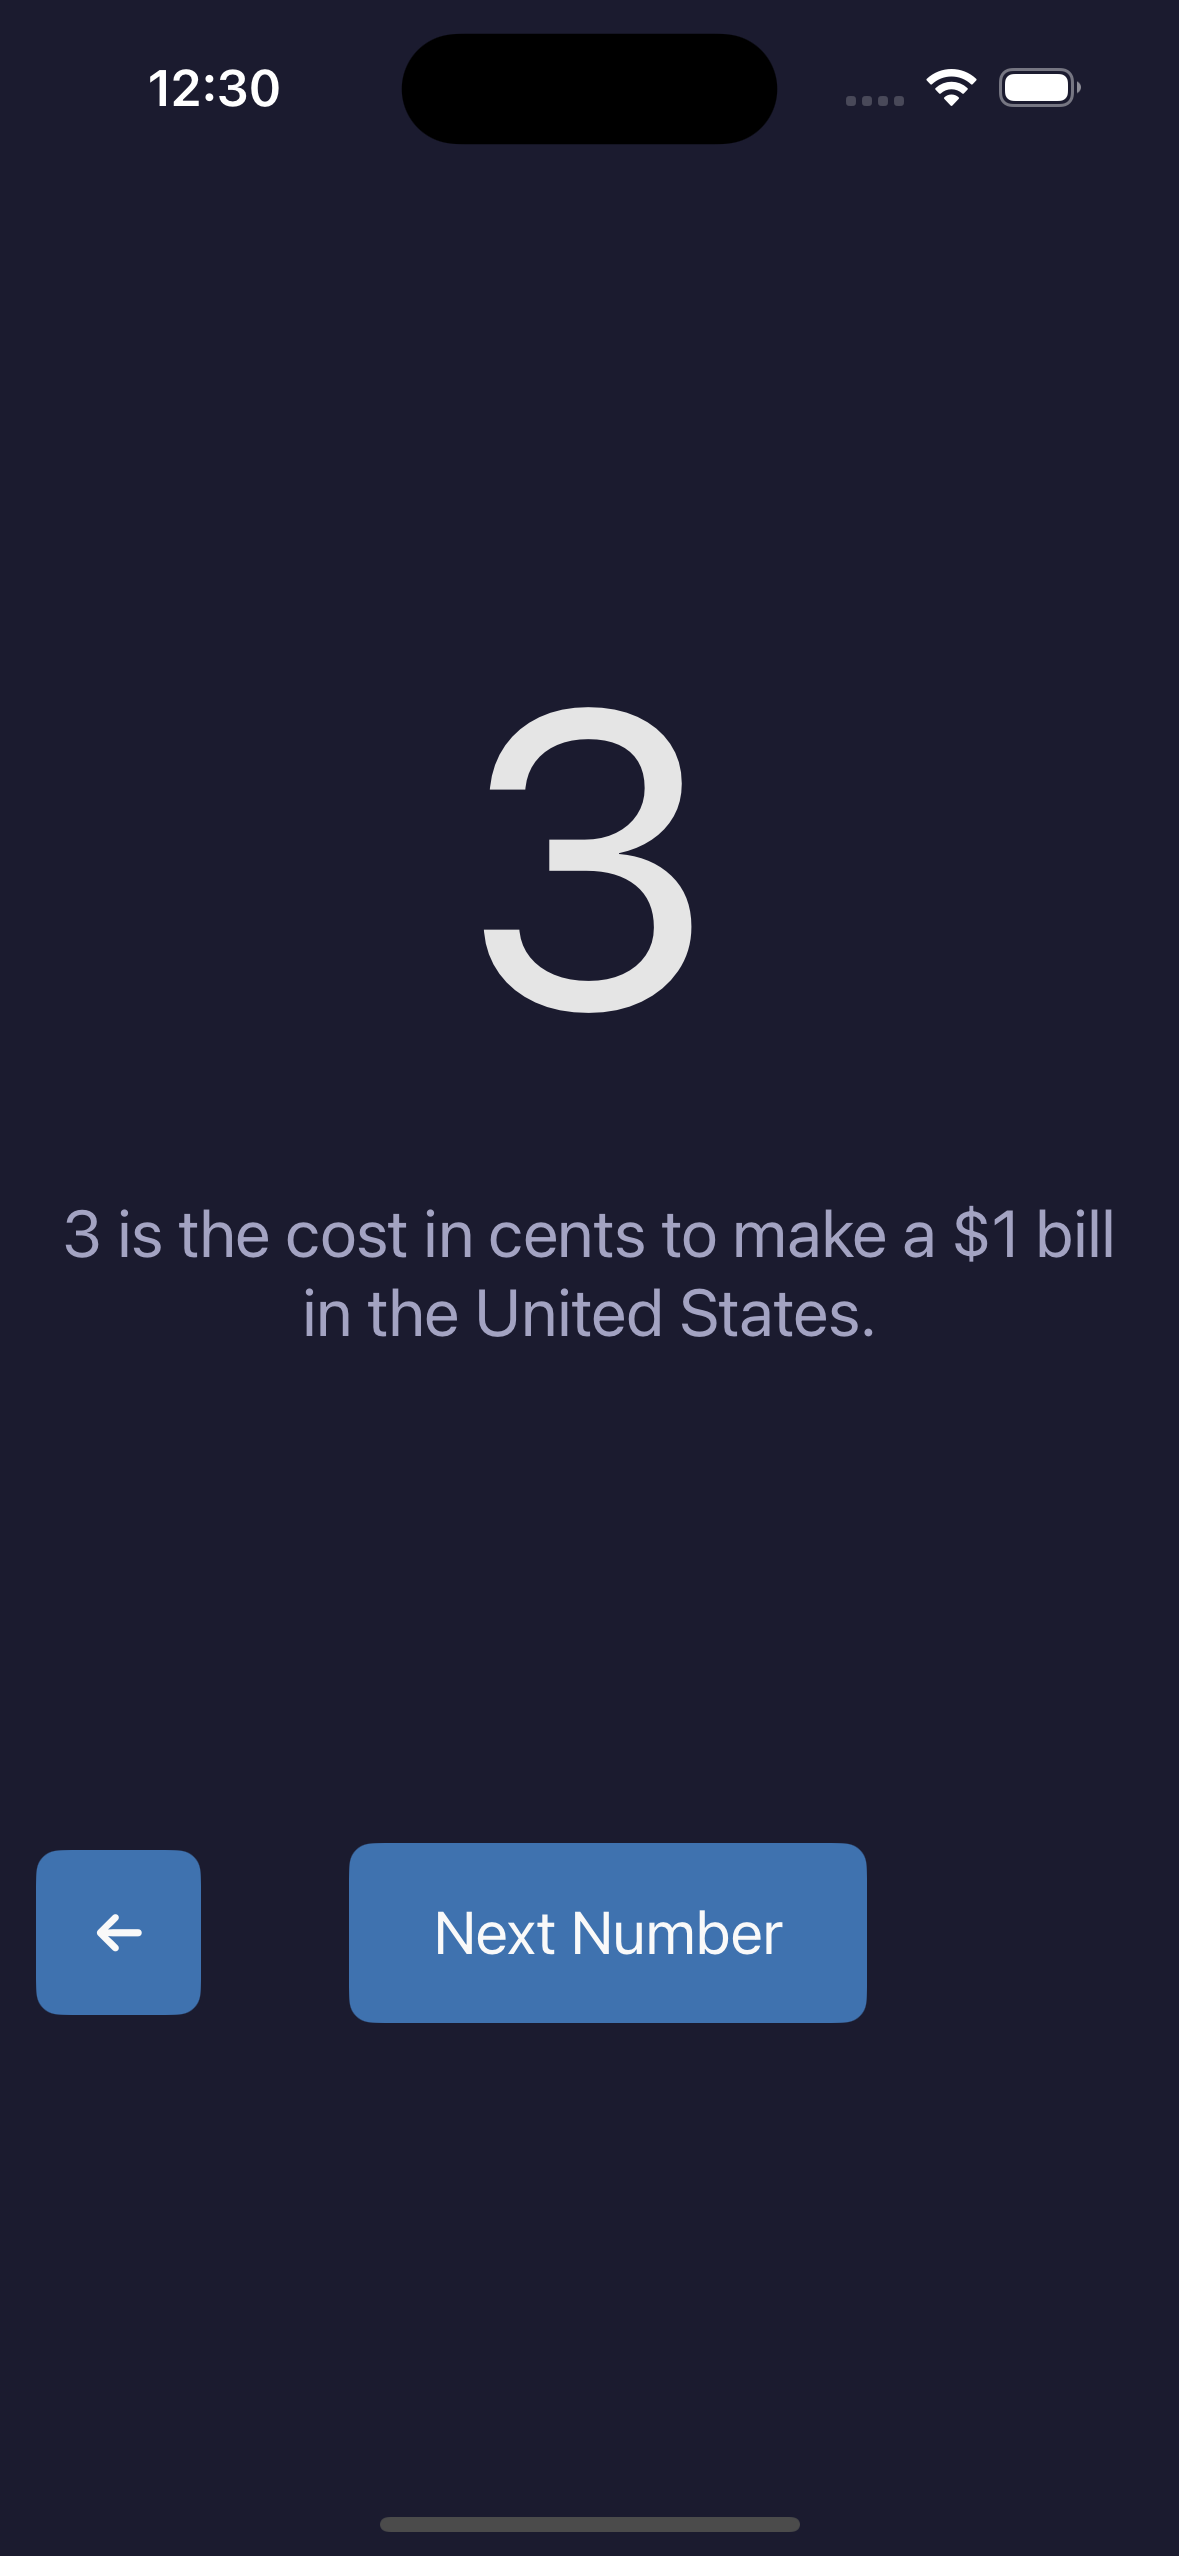 12:30
3
3 is the cost in cents to make a $1 bill
in the United States.
Next Number